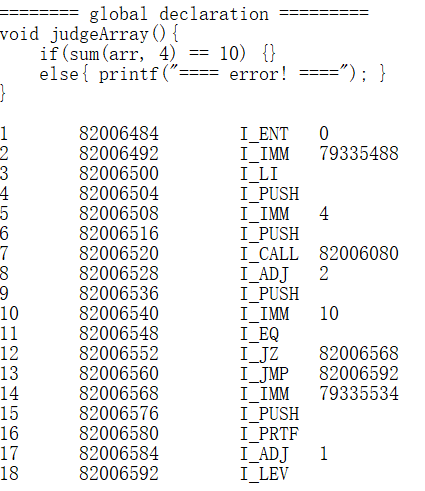 ======== global declaration =========
void judgeArray(){
    if(sum(arr, 4) == 10) {}
    else{ printf("==== error! ===="); }
}
1 82006484 I_ENT 0
2 82006492 I_IMM 79335488
3 82006500 I_LI
4 82006504 I_PUSH
5 82006508 I_IMM 4
6 82006516 I_PUSH
7 82006520 I_CALL 82006080
8 82006528 I_ADJ 2
9 82006536 I_PUSH
10 82006540 I_IMM 10
11 82006548 I_EQ
12 82006552 I_JZ 82006568
13 82006560 I_JMP 82006592
14 82006568 I_IMM 79335534
15 82006576 I_PUSH
16 82006580 I_PRTF
17 82006584 I_ADJ 1
18 82006592 I_LEV